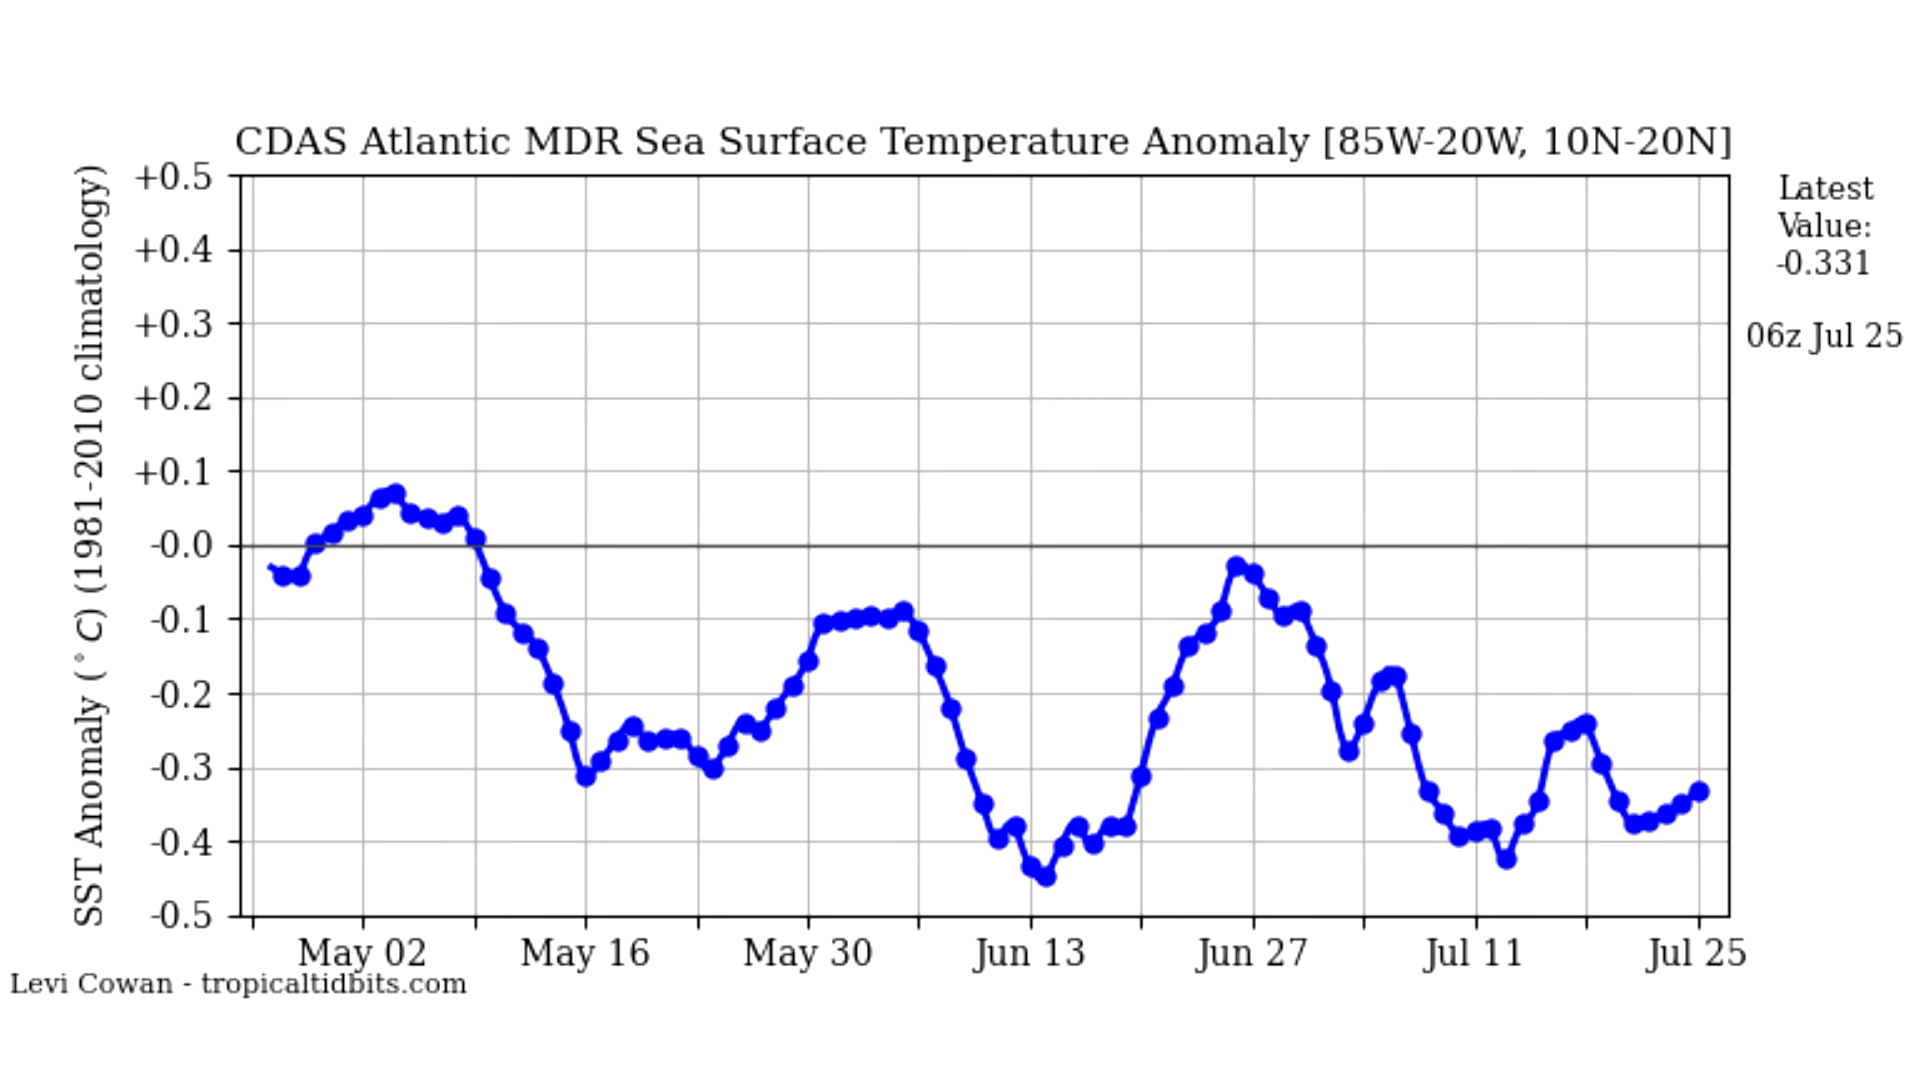 CDAS Atlantic MDR Sea Surface Temperature Anomaly [85W-20W, 10N-20N]
SST Anomaly (°C) (1981-2010 climatology)
+0.5
+0.4
+0.3
+0.2
+0.1
-0.0
-0.1
-0.2
-0.3
-0.4
-0.5
May 02
May 16
May 30
Jun 13
Jun 27
Jul 11
Jul 25
Latest
Value:
-0.331
06z Jul 25
Levi Cowan - tropicaltidbits.com